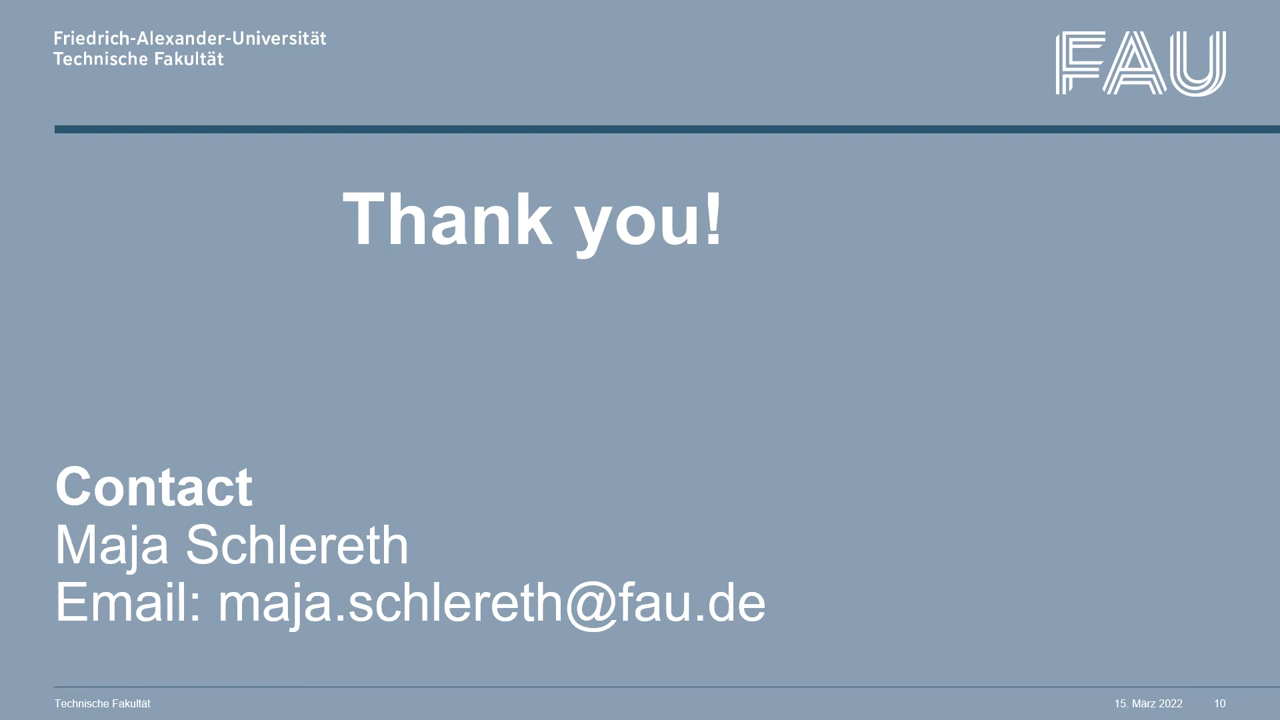 Friedrich-Alexander-Universität
Technische Fakultät
FAU
Thank you!
Contact
Maja Schlereth
Email: maja.schlereth@fau.de
Technische Fakultät
15. März 2022
10